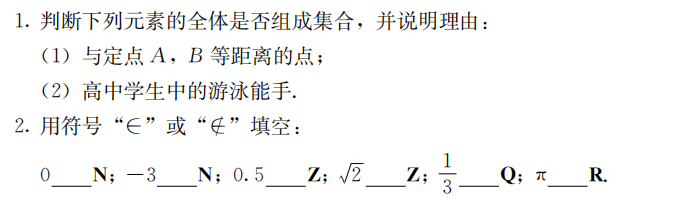 1. 判断下列元素的全体是否组成集合，并说明理由：
（1）与定点 A，B 等距离的点；
（2）高中学生中的游泳能手.
2. 用符号“∈”或“∉”填空：
0____N；−3____N；0.5____Z；√2____Z；1/3____Q；π____R.